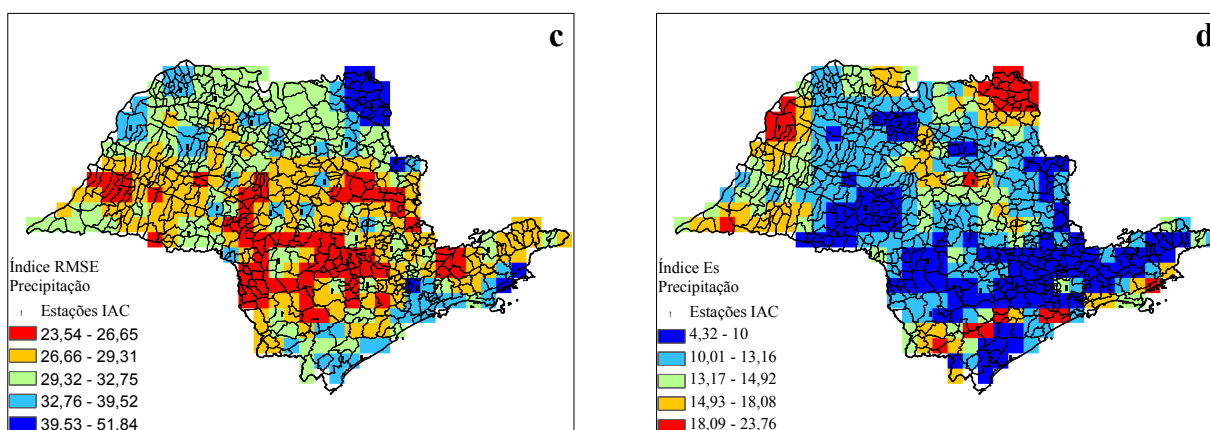 c
Índice RMSE
Precipitação
Estações IAC
23,54 - 26,65
26,66 - 29,31
29,32 - 32,75
32,76 - 39,52
39,53 - 51,84
d
Índice Es
Precipitação
Estações IAC
4,32 - 10
10,01 - 13,16
13,17 - 14,92
14,93 - 18,08
18,09 - 23,76